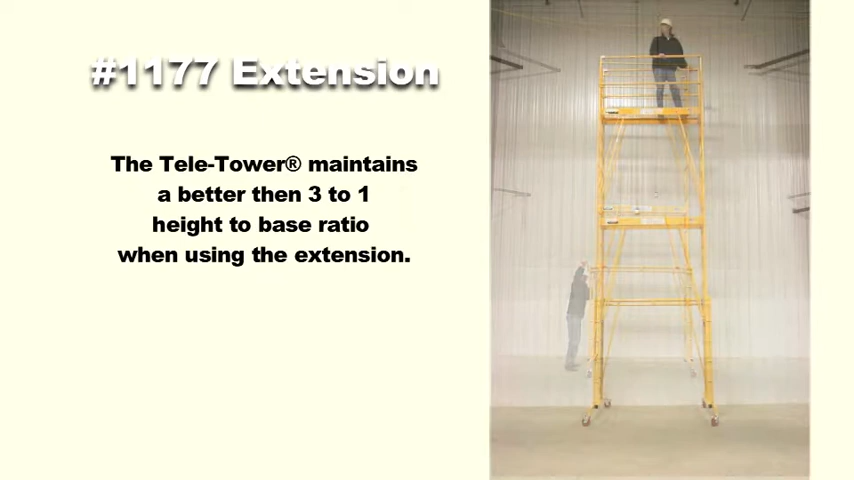 #1177 Extension
The Tele-Tower® maintains
a better then 3 to 1
height to base ratio
when using the extension.